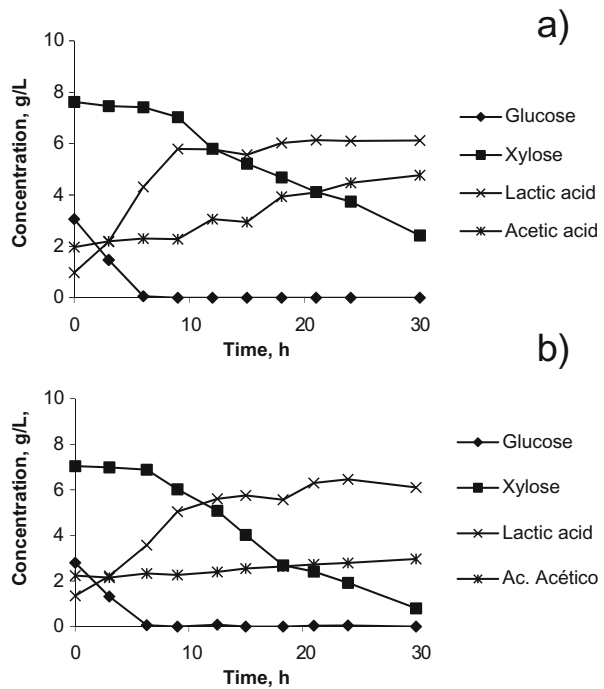 a)
Concentration, g/L
10
8
6
4
2
0
0
10
20
30
Time, h
Glucose
Xylose
Lactic acid
Acetic acid
b)
Concentration, g/L,
10
8
6
4
2
0
0
10
20
30
Time, h
Glucose
Xylose
Lactic acid
Ac. Acético